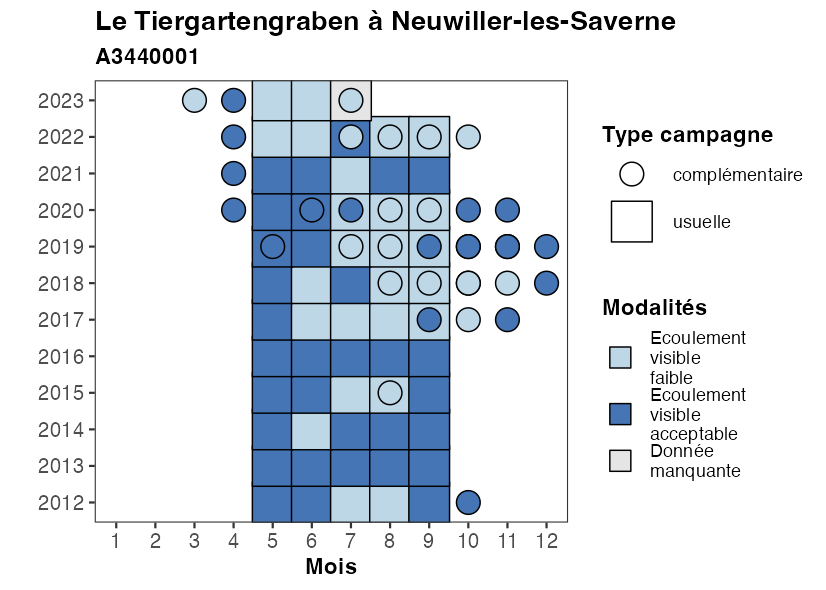 Le Tiergartengraben à Neuwiller-les-Saverne
A3440001
2023
2022
2021
2020
2019
2018
2017
2016
2015
2014
2013
2012
1 2 3 4 5 6 7 8 9 10 11 12
Mois
Type campagne
complémentaire
usuelle
Modalités
Ecoulement
visible
faible
Ecoulement
visible
acceptable
Donnée
manquante